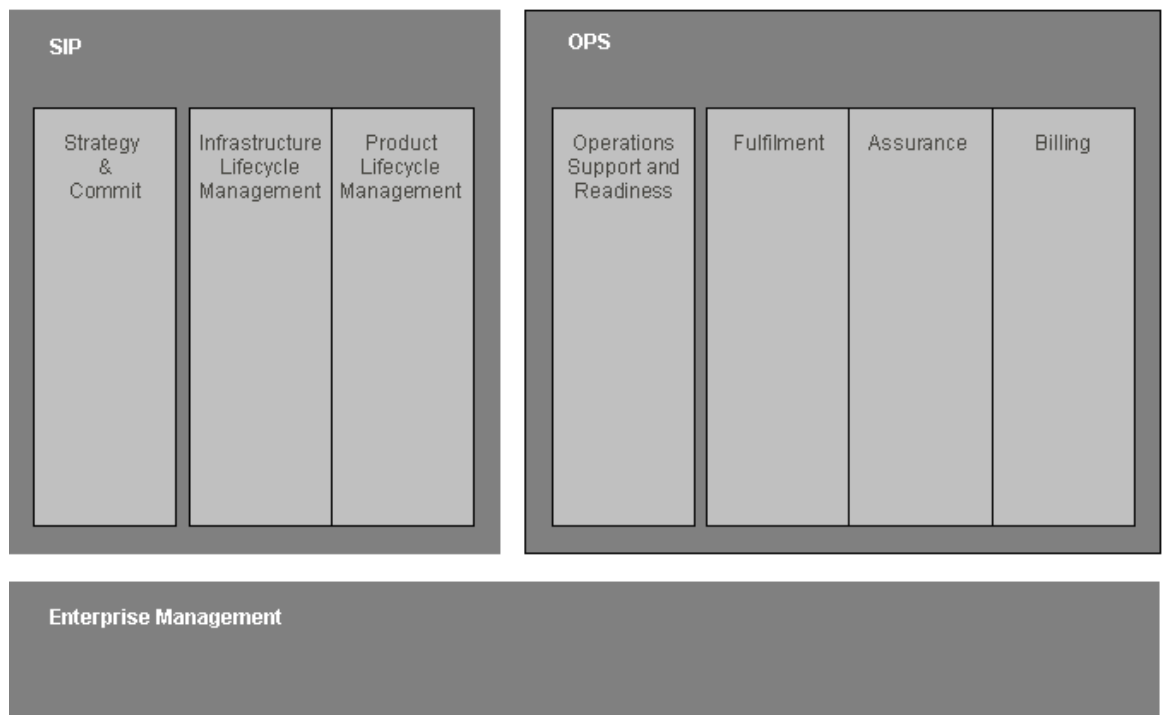 SIP
Strategy
&
Commit
Infrastructure
Lifecycle
Management
Product
Lifecycle
Management
OPS
Operations
Support and
Readiness
Fulfilment
Assurance
Billing
Enterprise Management